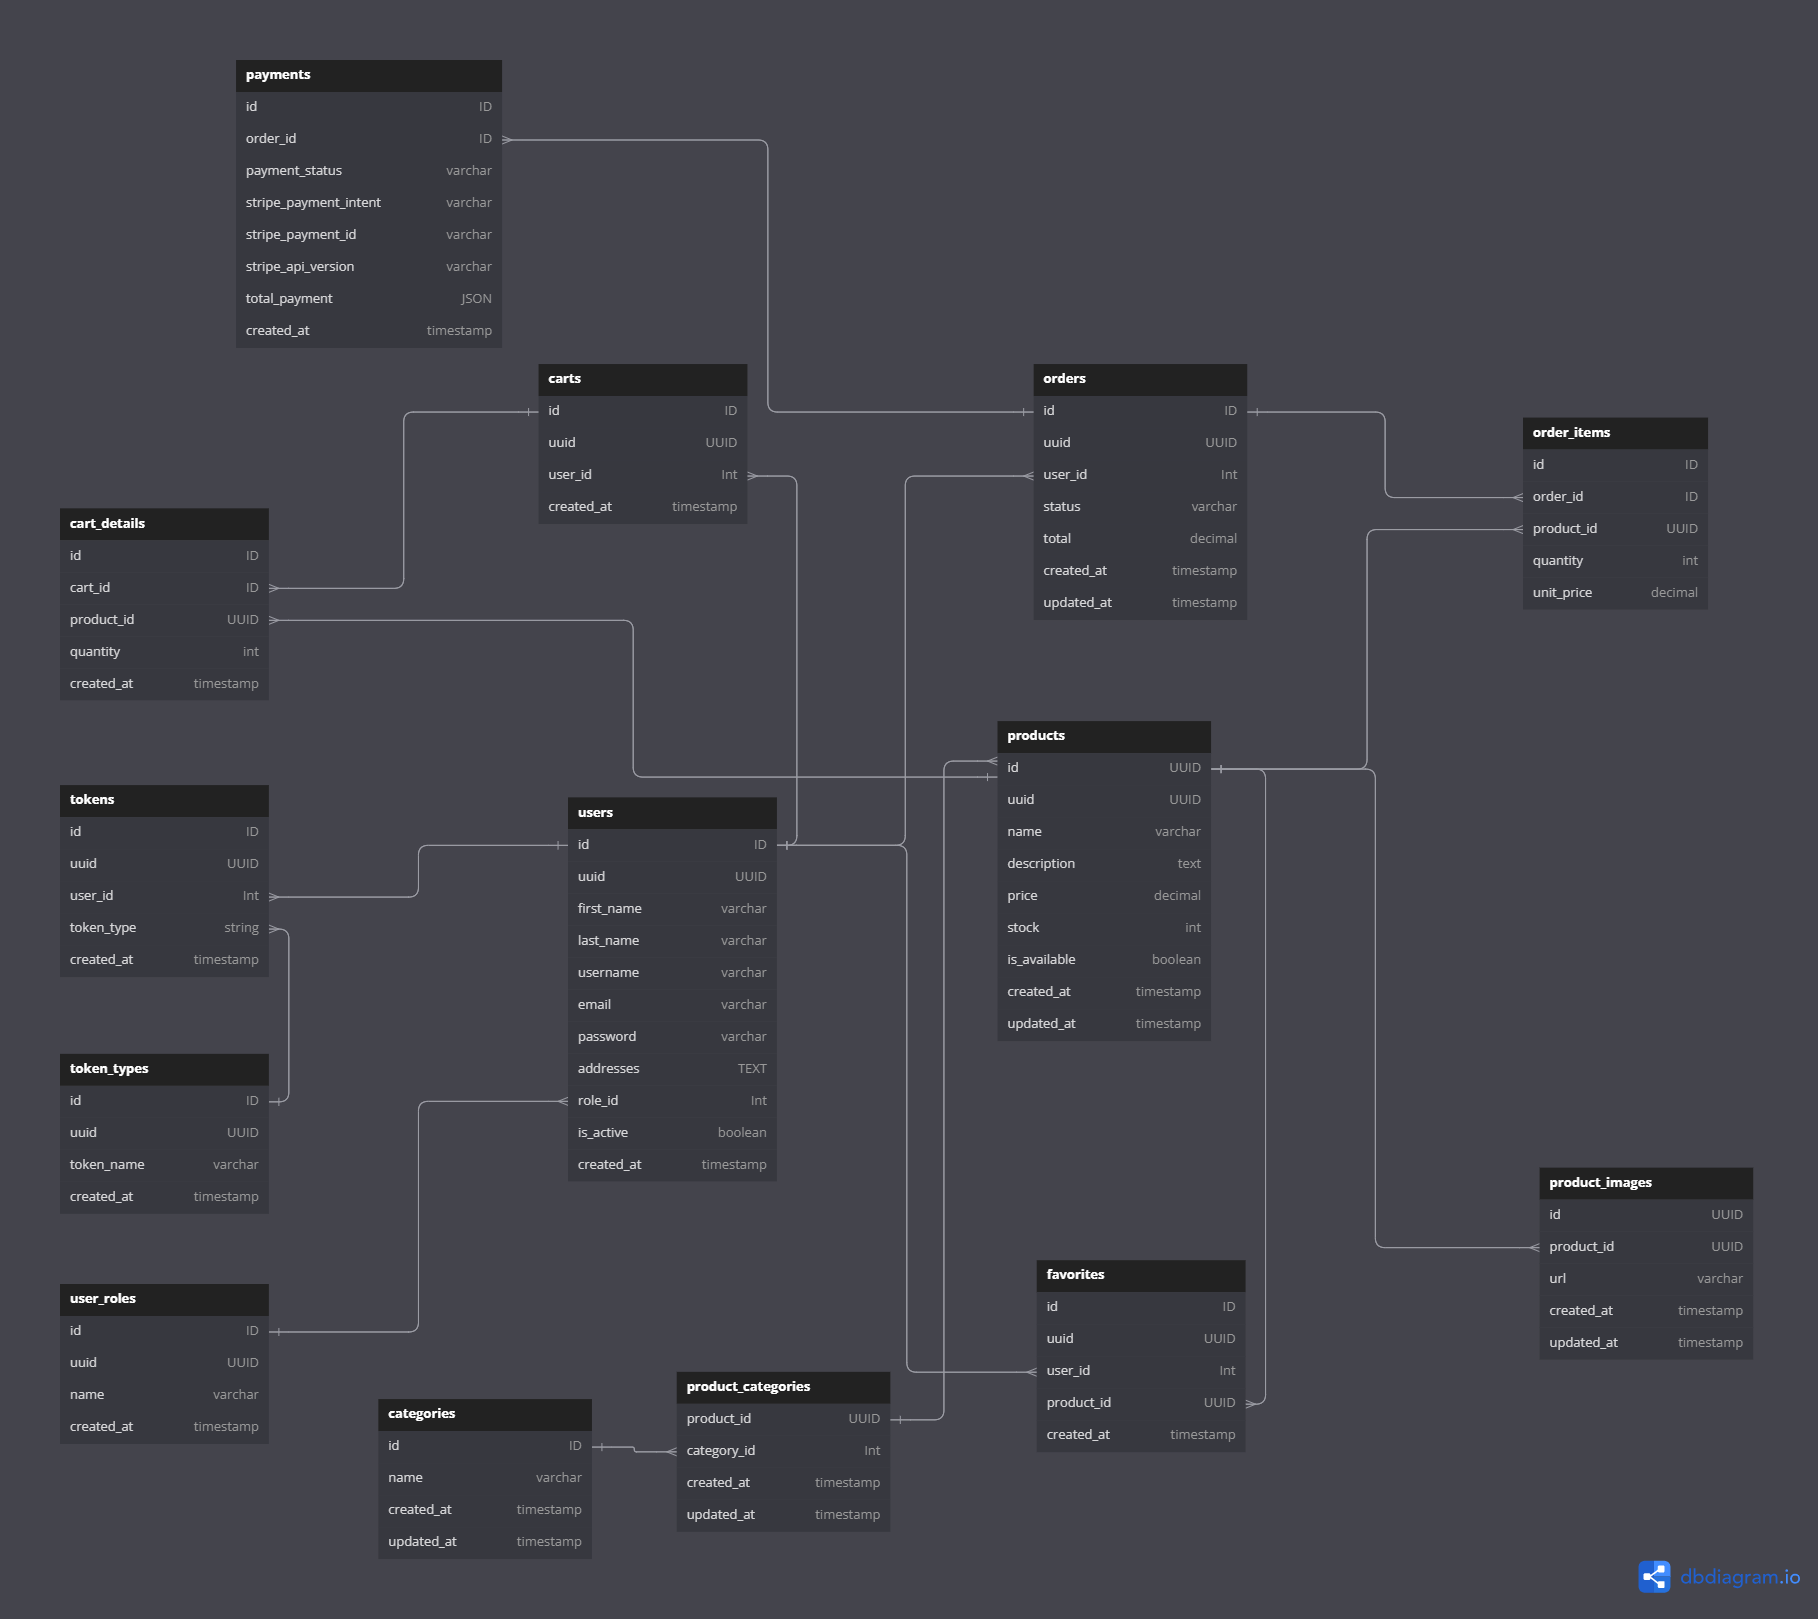 payments
id ID
order_id ID
payment_status varchar
stripe_payment_intent varchar
stripe_payment_id varchar
stripe_api_version varchar
total_payment JSON
created_at timestamp
carts
id ID
uuid UUID
user_id Int
created_at timestamp
orders
id ID
uuid UUID
user_id Int
status varchar
total decimal
created_at timestamp
updated_at timestamp
order_items
id ID
order_id ID
product_id UUID
quantity int
unit_price decimal
cart_details
id ID
cart_id ID
product_id UUID
quantity int
created_at timestamp
products
id UUID
uuid UUID
name varchar
description text
price decimal
stock int
is_available boolean
created_at timestamp
updated_at timestamp
tokens
id ID
uuid UUID
user_id Int
token_type string
created_at timestamp
users
id ID
uuid UUID
first_name varchar
last_name varchar
username varchar
email varchar
password varchar
addresses TEXT
role_id Int
is_active boolean
created_at timestamp
token_types
id ID
uuid UUID
token_name varchar
created_at timestamp
product_images
id UUID
product_id UUID
url varchar
created_at timestamp
updated_at timestamp
favorites
id ID
uuid UUID
user_id Int
product_id UUID
created_at timestamp
user_roles
id ID
uuid UUID
name varchar
created_at timestamp
product_categories
product_id UUID
category_id Int
created_at timestamp
updated_at timestamp
categories
id ID
name varchar
created_at timestamp
updated_at timestamp
dbdiagram.io